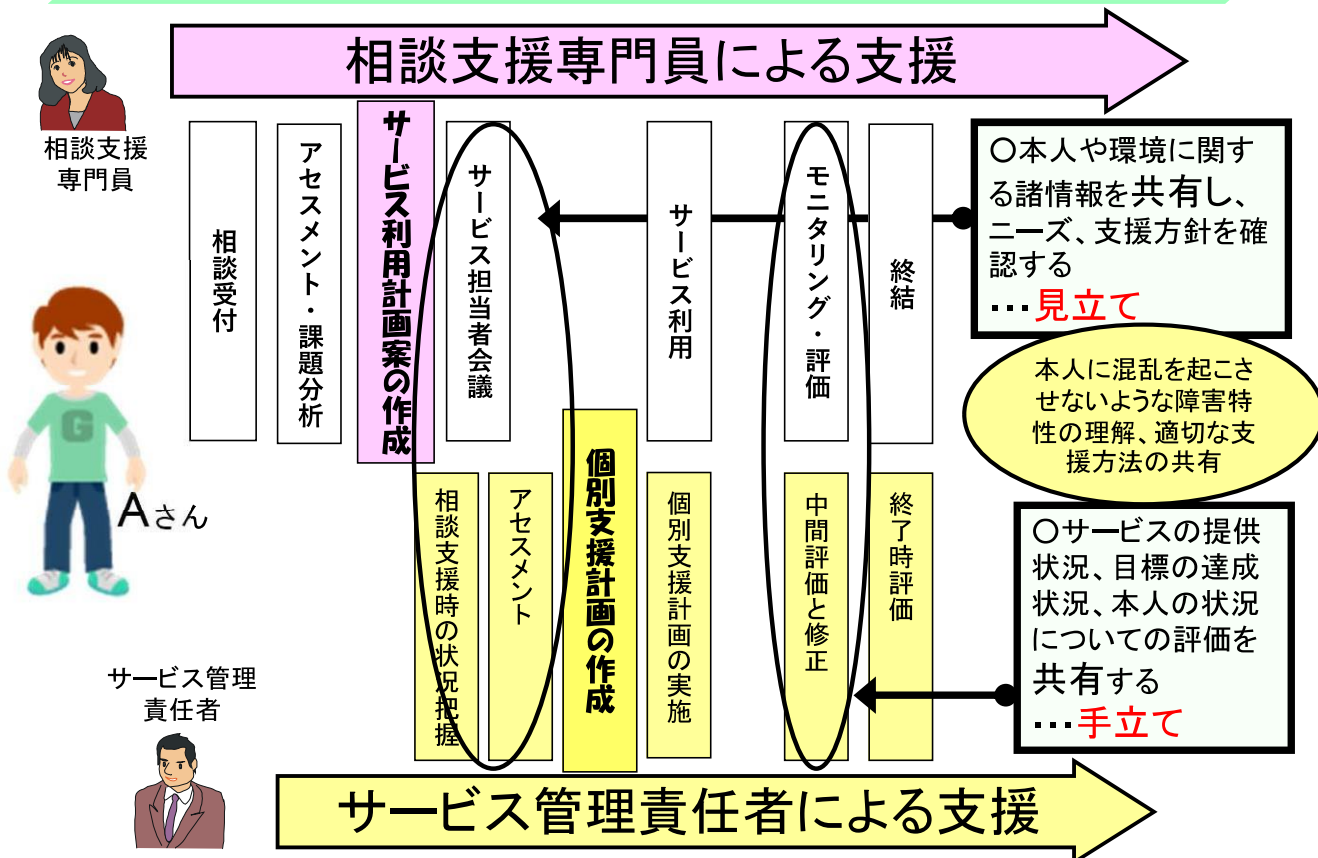 相談支援専門員による支援
相談支援
専門員
相談受付
アセスメント・課題分析
サービス利用計画案の作成
サービス担当者会議
サービス利用
モニタリング・評価
終結
〇本人や環境に関す
る諸情報を共有し、
ニーズ、支援方針を確
認する
…見立て
本人に混乱を起こさ
せないような障害特
性の理解、適切な支
援方法の共有
G
Aさん
相談支援時の状況把握
アセスメント
個別支援計画の作成
個別支援計画の実施
中間評価と修正
終了時評価
〇サービスの提供
状況、目標の達成
状況、本人の状況
についての評価を
共有する
…手立て
サービス管理
責任者
サービス管理責任者による支援